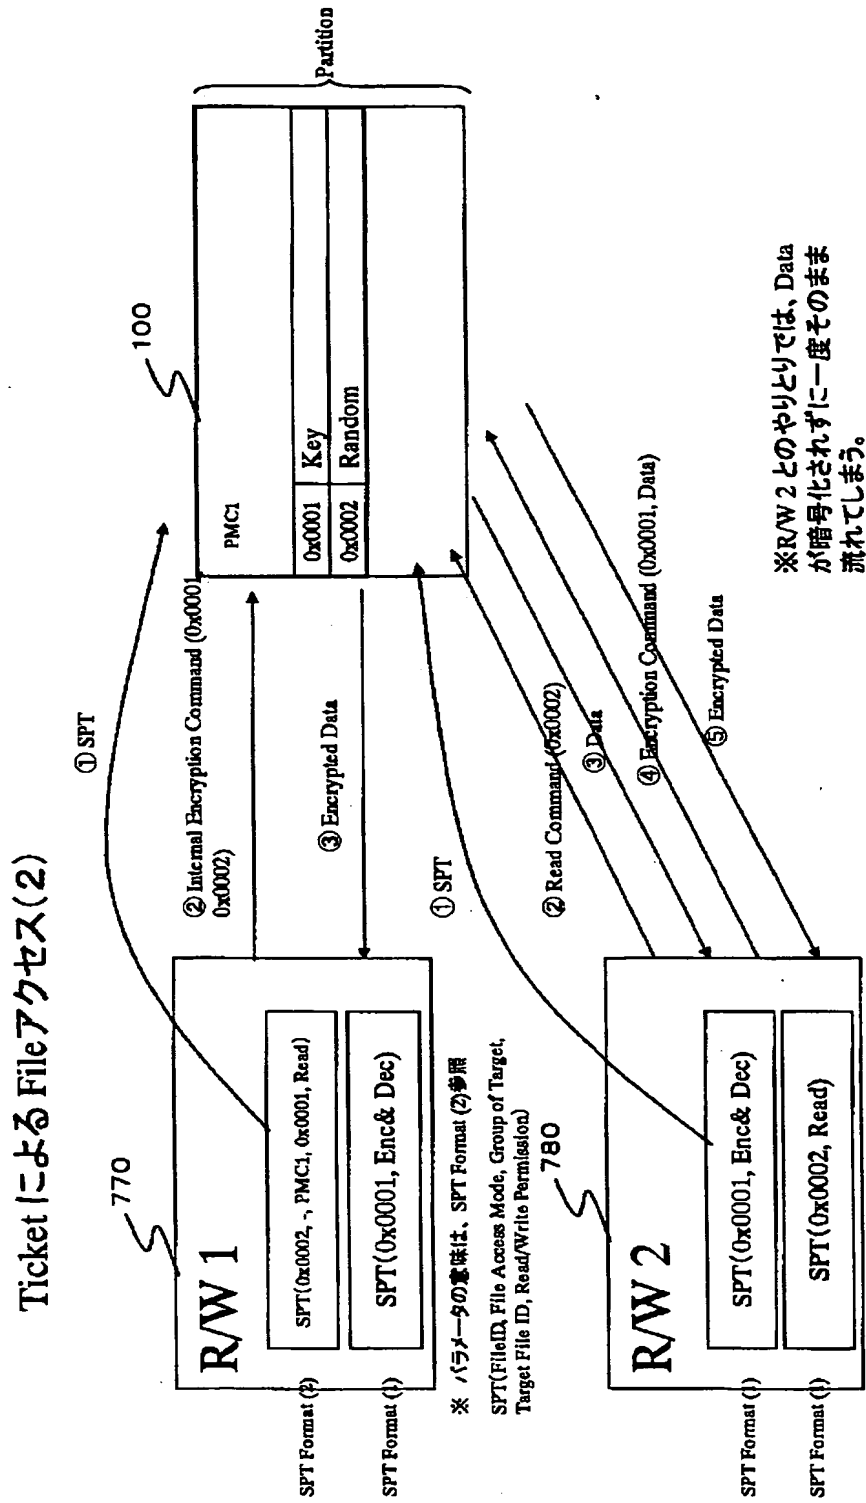 Ticket による File アクセス(2)
770
R/W 1
SPT(0x0002, -, PMC1, 0x0001, Read)
SPT(0x0001, Enc& Dec)
SPT Format (2)
SPT Format (1)
① SPT
② Internal Encryption Command (0x0001
0x0002)
③ Encrypted Data
100
PMC1
0x0001 Key
0x0002 Random
Partition
※ パラメータの意味は、SPT Format (2)参照
SPT(FileID, File Access Mode, Group of Target,
Target File ID, Read/Write Permission)
780
R/W 2
SPT(0x0001, Enc& Dec)
SPT(0x0002, Read)
SPT Format (1)
SPT Format (1)
① SPT
② Read Command (0x0002)
③ Data
④ Encryption Command (0x0001, Data)
⑤ Encrypted Data
※R/W 2 とのやりとりでは、Data
が暗号化されずに一度そのまま
流れてしまう。